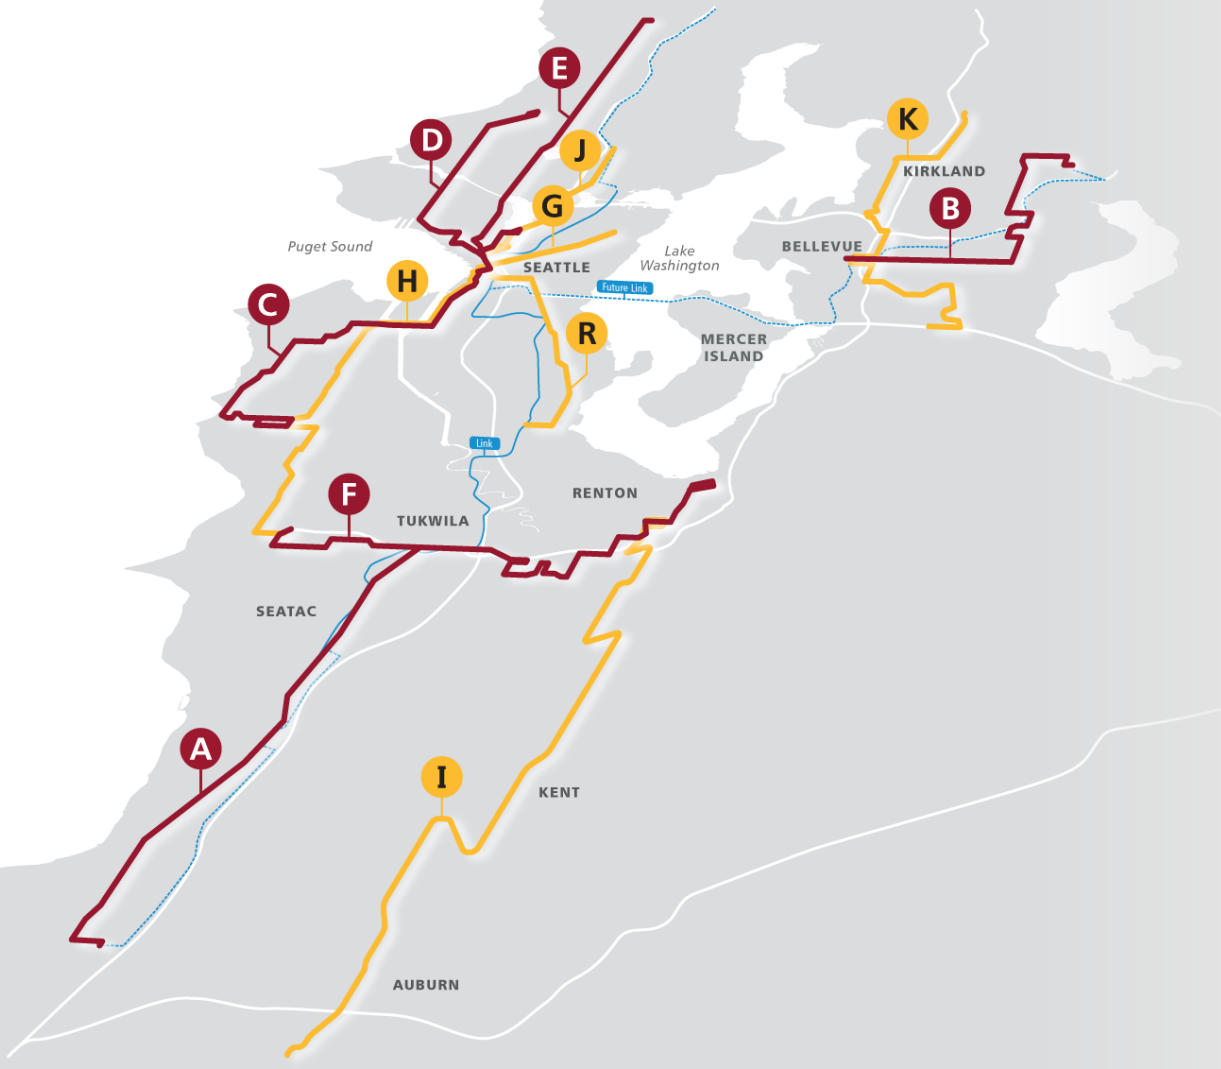 E
D
J
K
KIRKLAND
G
B
Puget Sound
BELLEVUE
Lake
Washington
SEATTLE
H
Future Link
C
R
MERCER
ISLAND
Link
F
RENTON
TUKWILA
SEATAC
A
I
KENT
AUBURN